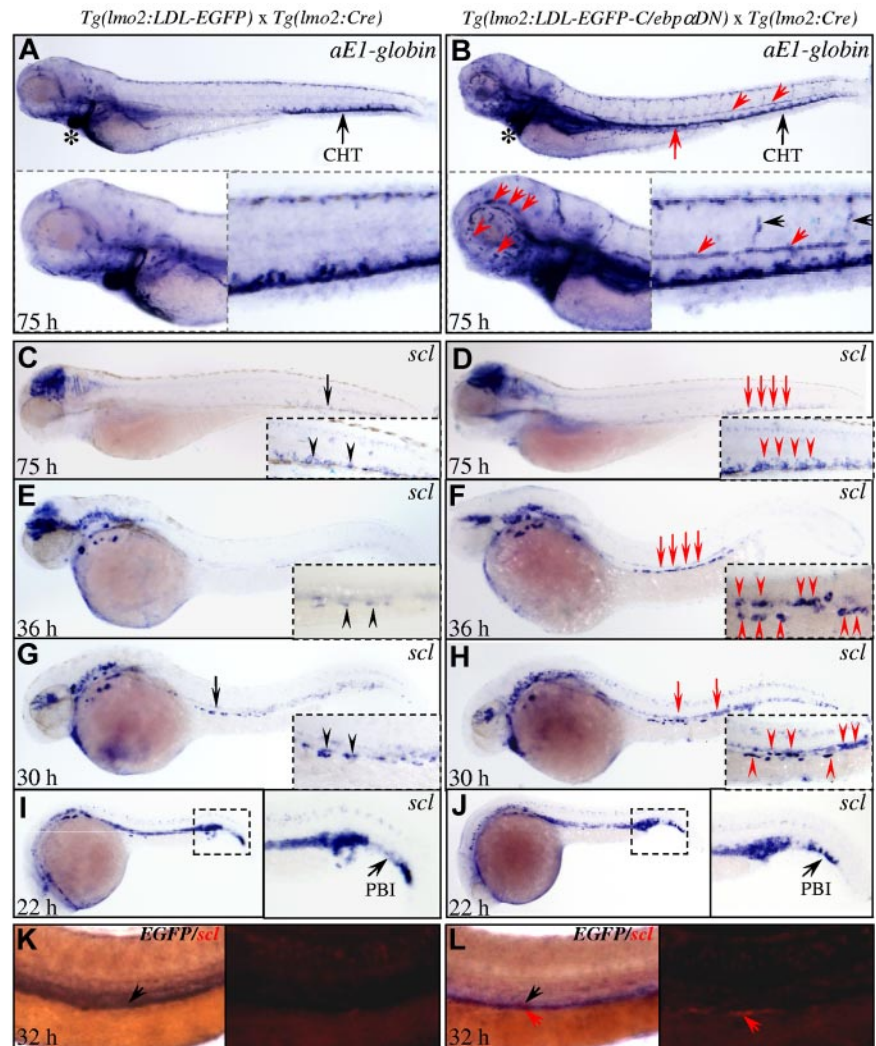 Tg(lmo2:LDL-EGFP) x Tg(lmo2:Cre)
Tg(lmo2:LDL-EGFP-C/ebpαDN) x Tg(lmo2:Cre)
A
aE1-globin
*
CHT
75 h
B
aE1-globin
*
CHT
75 h
C
scl
75 h
D
scl
75 h
E
scl
36 h
F
scl
36 h
G
scl
30 h
H
scl
30 h
I
scl
PBI
22 h
J
scl
PBI
22 h
K
EGFP/scl
32 h
L
EGFP/scl
32 h